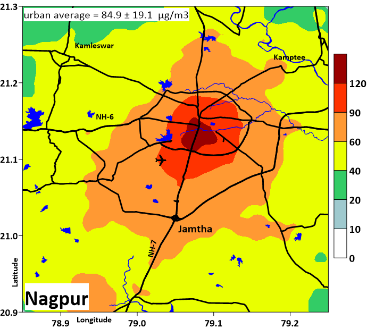 21.3
urban average = 84.9 ± 19.1 µg/m3
Kamleswar
Kamptee
21.2
NH-6
21.1
Jamtha
21.0
NH-7
Latitude
Nagpur
20.9
Longitude
78.9
79.0
79.1
79.2
120
90
60
40
20
10
0